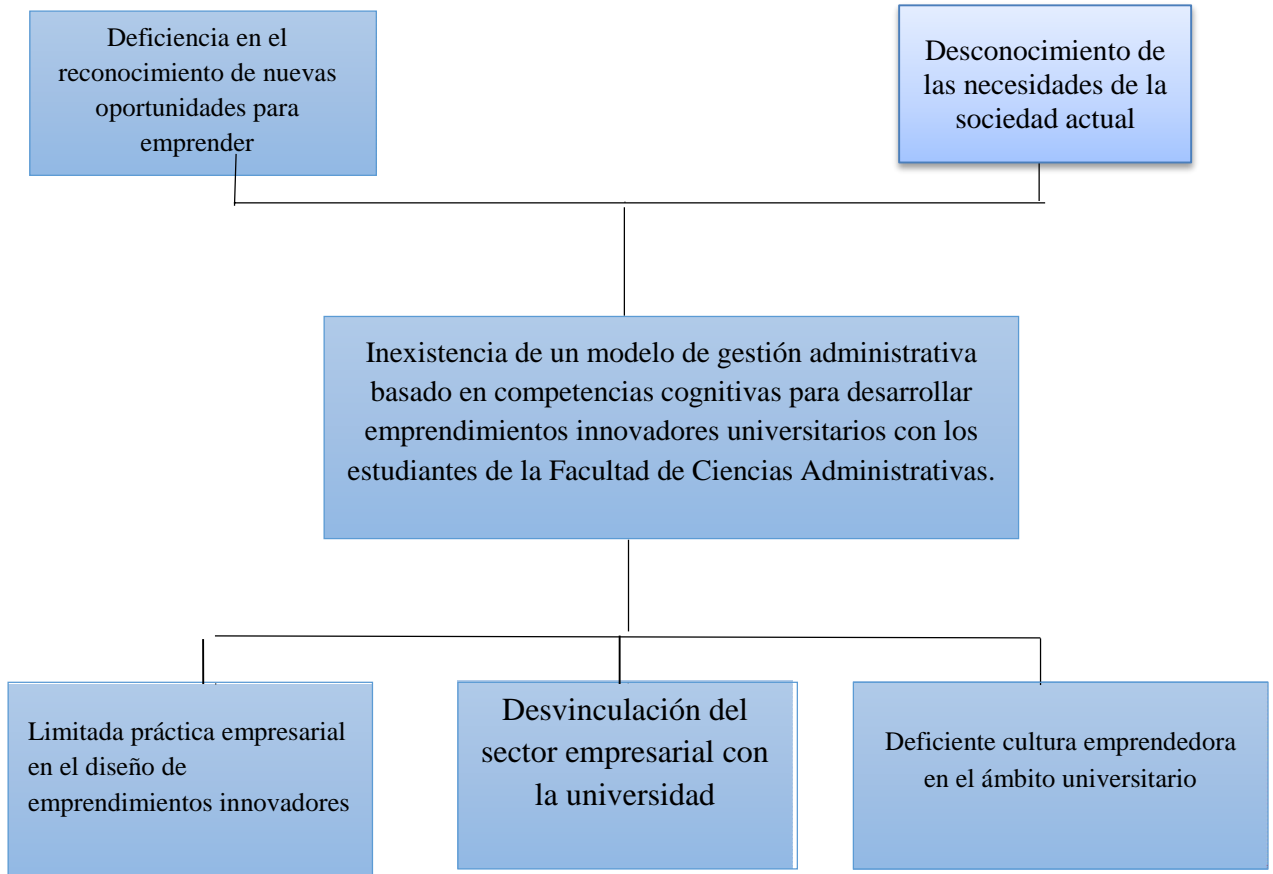 Deficiencia en el
reconocimiento de nuevas
oportunidades para
emprender
Desconocimiento de
las necesidades de la
sociedad actual
Inexistencia de un modelo de gestión administrativa
basado en competencias cognitivas para desarrollar
emprendimientos innovadores universitarios con los
estudiantes de la Facultad de Ciencias Administrativas.
Limitada práctica empresarial
en el diseño de
emprendimientos innovadores
Desvinculación del
sector empresarial con
la universidad
Deficiente cultura emprendedora
en el ámbito universitario